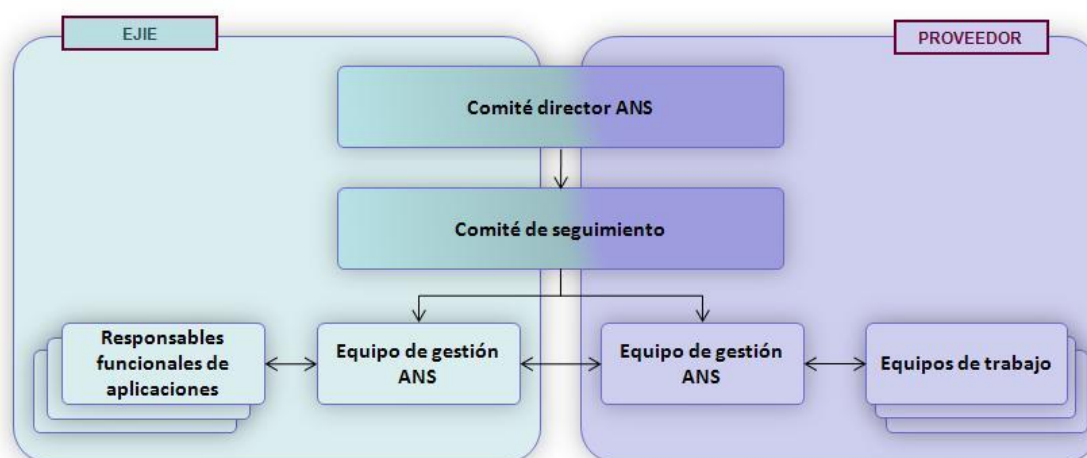 EJIE
PROVEEDOR
Comité director ANS
Comité de seguimiento
Responsables
funcionales de
aplicaciones
Equipo de gestión
ANS
Equipo de gestión
ANS
Equipos de trabajo